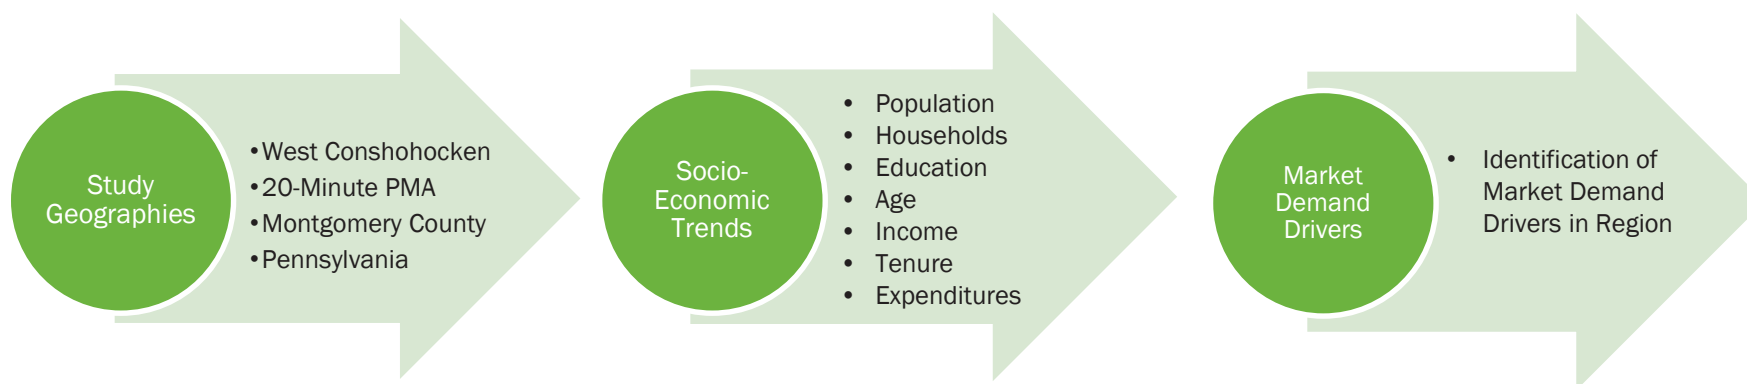 Study
Geographies
•West Conshohocken
•20-Minute PMA
•Montgomery County
•Pennsylvania
Socio-
Economic
Trends
• Population
• Households
• Education
• Age
• Income
• Tenure
• Expenditures
Market
Demand
Drivers
• Identification of
Market Demand
Drivers in Region